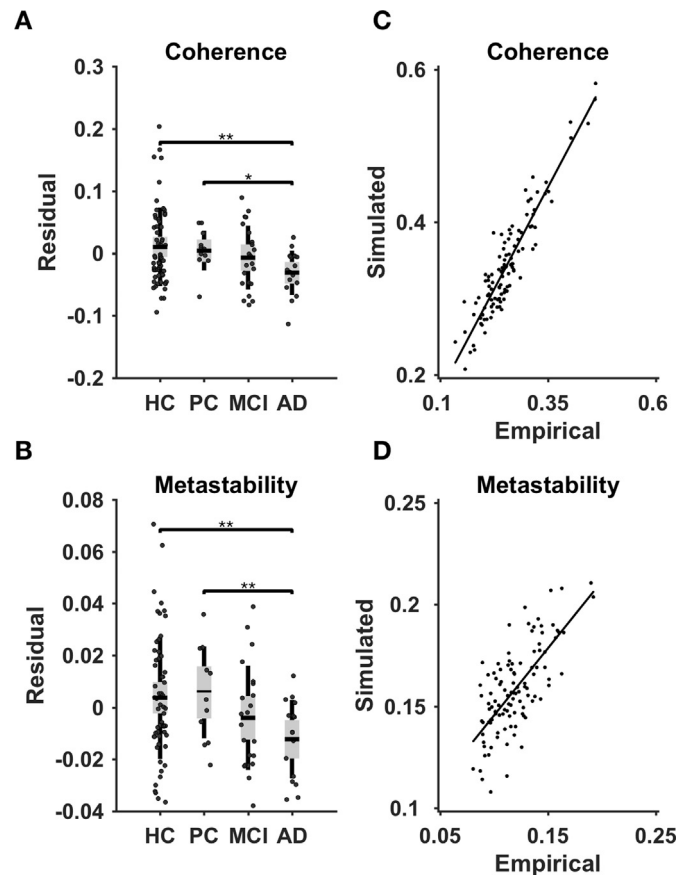 A
Coherence
0.3
0.2
0.1
0
-0.1
-0.2
Residual
**
*
HC PC MCI AD
C
Coherence
0.6
0.4
0.2
Simulated
0.1 0.35 0.6
Empirical
B
Metastability
0.08
0.06
0.04
0.02
0
-0.02
-0.04
Residual
**
**
HC PC MCI AD
D
Metastability
0.25
0.2
0.15
0.1
Simulated
0.05 0.15 0.25
Empirical